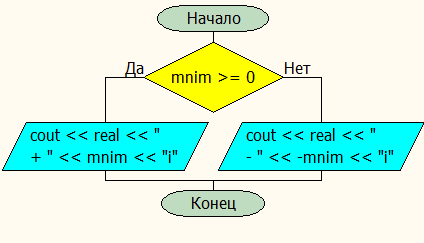 Начало
Да
mnim >= 0
Нет
cout << real << "
+ " << mnim << "i"
cout << real << "
- " << -mnim << "i"
Конец